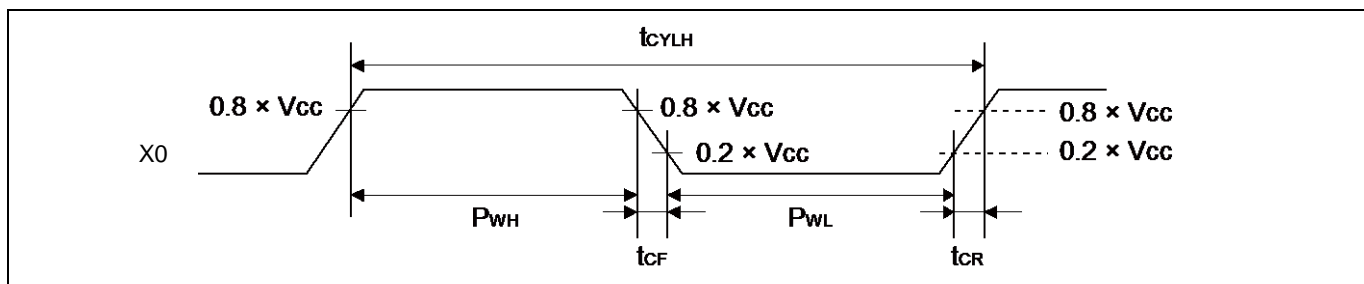 tCYLH
0.8 × Vcc
0.8 × Vcc
0.8 × Vcc
X0
0.2 × Vcc
0.2 × Vcc
PWH
PWL
tCF
tCR